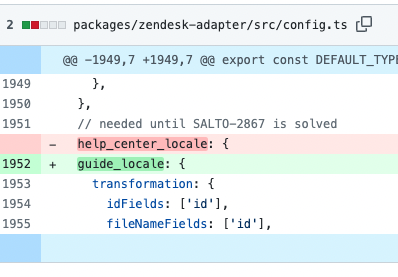 2 packages/zendesk-adapter/src/config.ts
@@ -1949,7 +1949,7 @@ export const DEFAULT_TYPE
1949 },
1950 },
1951 // needed until SALTO-2867 is solved
- help_center_locale: {
1952 + guide_locale: {
1953 transformation: {
1954 idFields: ['id'],
1955 fileNameFields: ['id'],